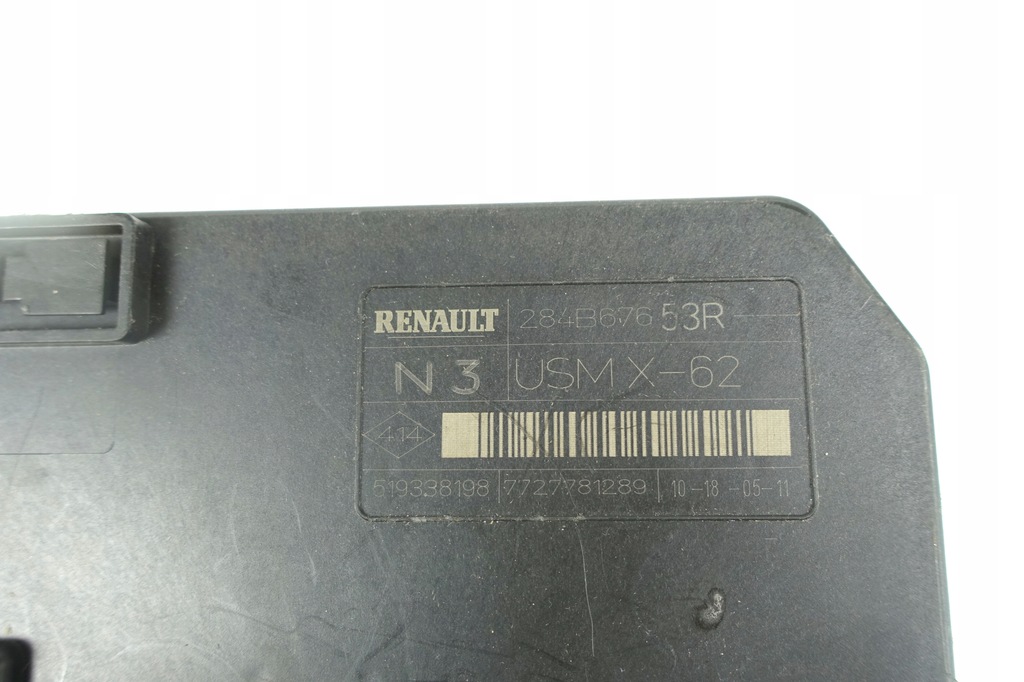 RENAULT 284B676 53R
N 3 USM X-62
414
519338198 7727781289 10-18-05-11